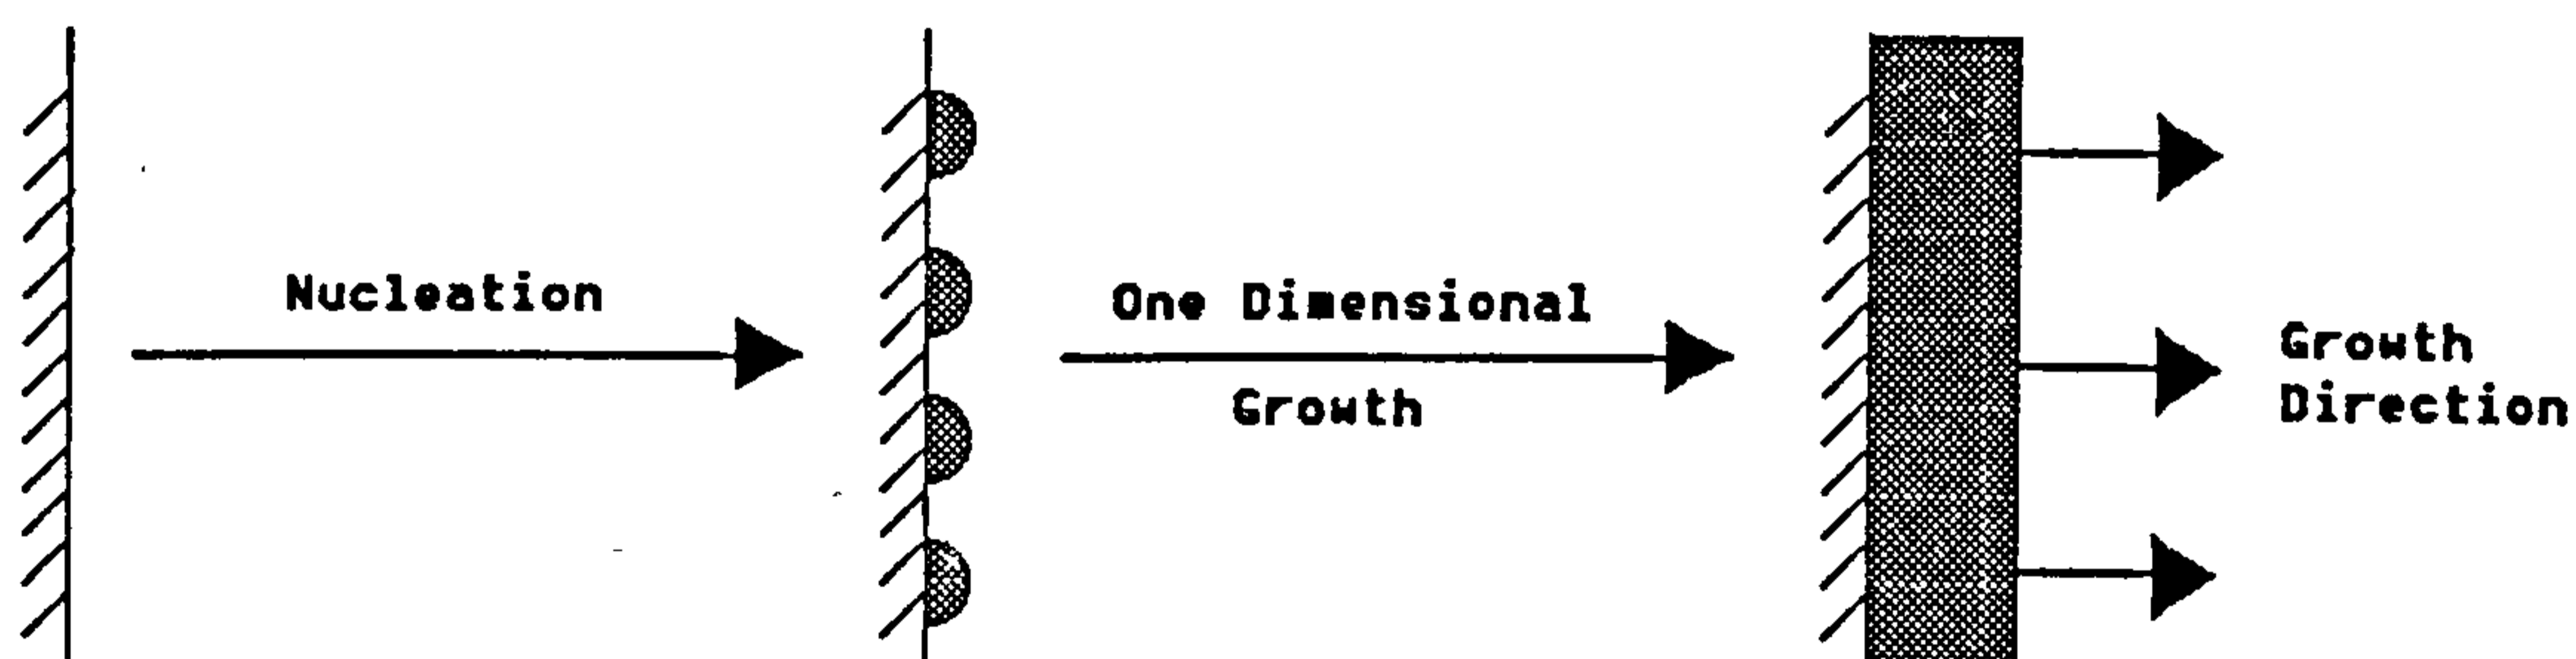 Nucleation
One Dimensional
Growth
Growth
Direction